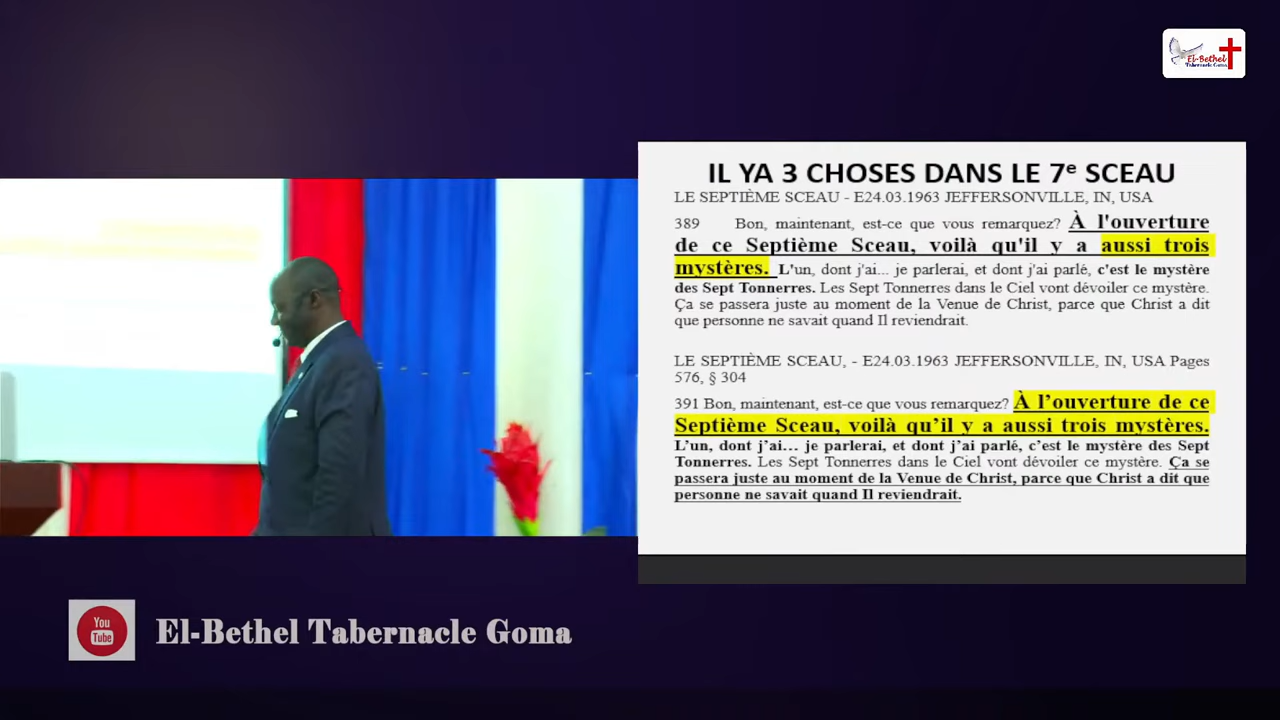 El-Bethel
Tabernacle Goma
IL YA 3 CHOSES DANS LE 7e SCEAU
LE SEPTIÈME SCEAU - E24.03.1963 JEFFERSONVILLE, IN, USA
389 Bon, maintenant, est-ce que vous remarquez? À l'ouverture
de ce Septième Sceau, voilà qu'il y a aussi trois
mystères. L'un, dont j'ai... je parlerai, et dont j'ai parlé, c'est le mystère
des Sept Tonnerres. Les Sept Tonnerres dans le Ciel vont dévoiler ce mystère.
Ça se passera juste au moment de la Venue de Christ, parce que Christ a dit
que personne ne savait quand Il reviendrait.
LE SEPTIÈME SCEAU, - E24.03.1963 JEFFERSONVILLE, IN, USA Pages
576, § 304
391 Bon, maintenant, est-ce que vous remarquez? À l’ouverture de ce
Septième Sceau, voilà qu’il y a aussi trois mystères.
L’un, dont j’ai… je parlerai, et dont j’ai parlé, c’est le mystère des Sept
Tonnerres. Les Sept Tonnerres dans le Ciel vont dévoiler ce mystère. Ça se
passera juste au moment de la Venue de Christ, parce que Christ a dit que
personne ne savait quand Il reviendrait.
You
Tube
El-Bethel Tabernacle Goma